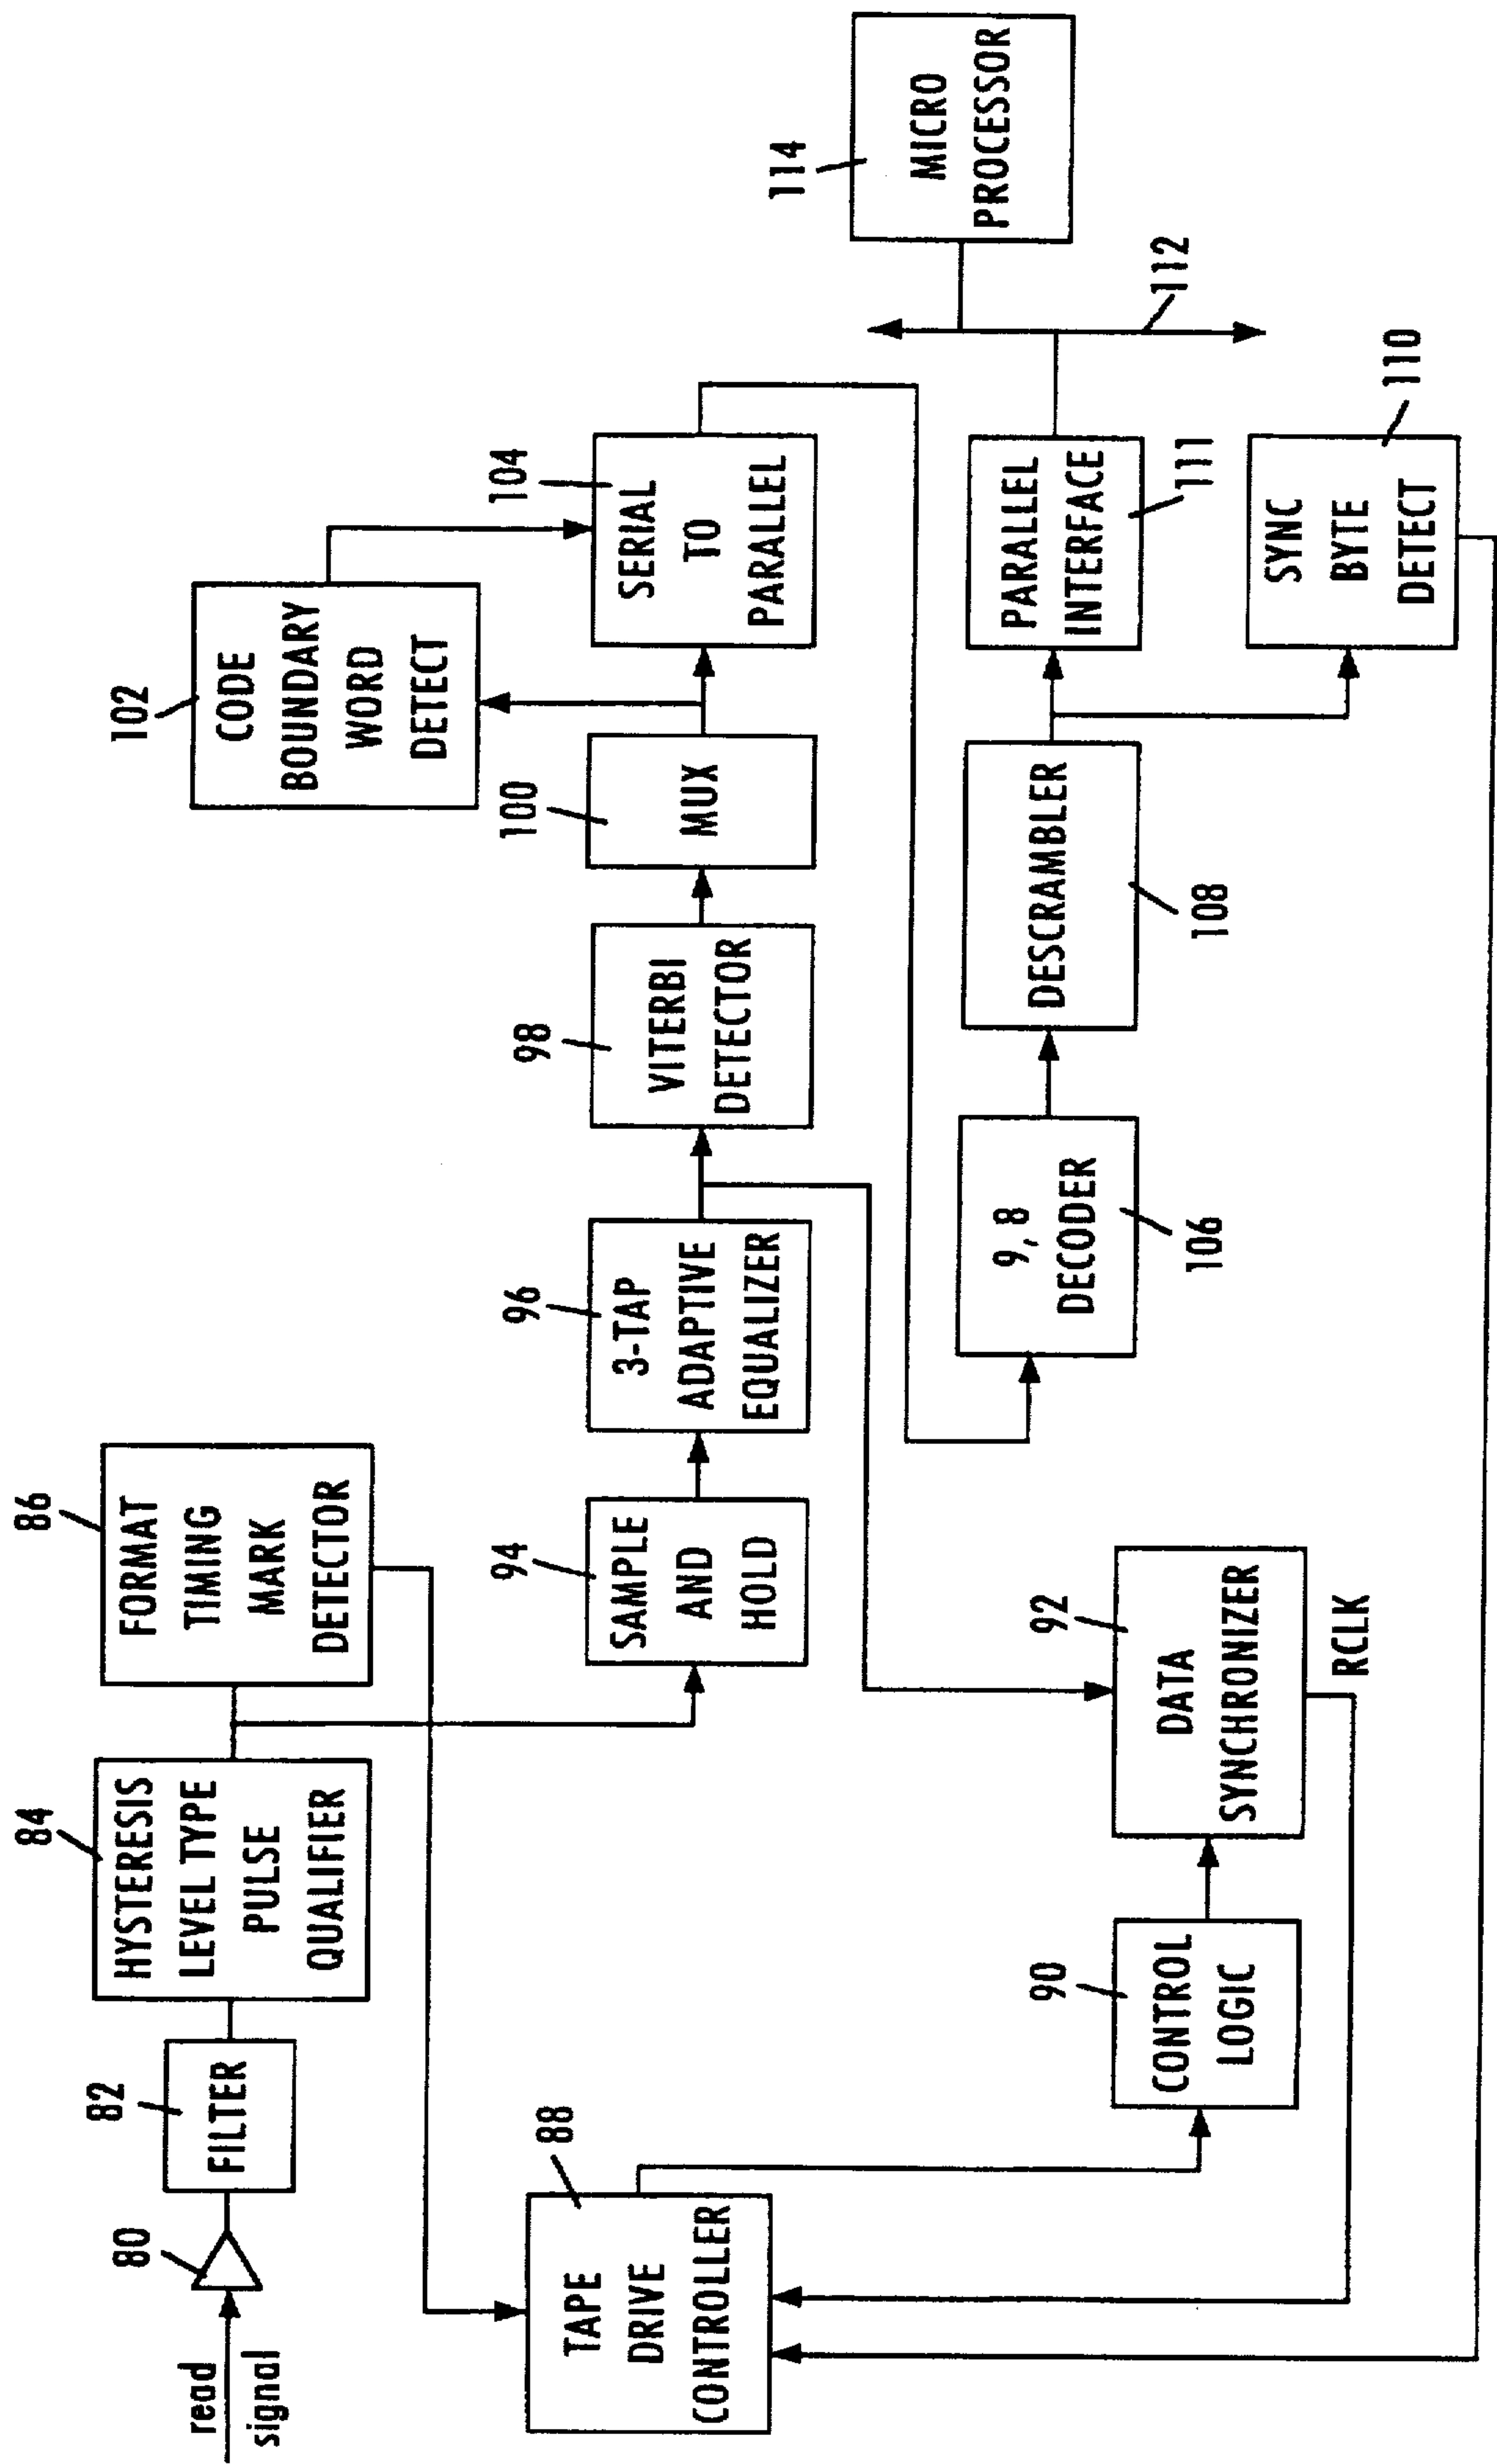 read
signal
80
82
FILTER
84
HYSTERESIS
LEVEL TYPE
PULSE
QUALIFIER
86
FORMAT
TIMING
MARK
DETECTOR
102
CODE
BOUNDARY
WORD
DETECT
88
TAPE
DRIVE
CONTROLLER
94
SAMPLE
AND
HOLD
96
3-TAP
ADAPTIVE
EQUALIZER
98
VITERBI
DETECTOR
100
MUX
104
SERIAL
TO
PARALLEL
114
MICRO
PROCESSOR
90
CONTROL
LOGIC
92
DATA
SYNCHRONIZER
RCLK
9, 8
DECODER
106
DESCRAMBLER
108
PARALLEL
INTERFACE
111
112
SYNC
BYTE
DETECT
110